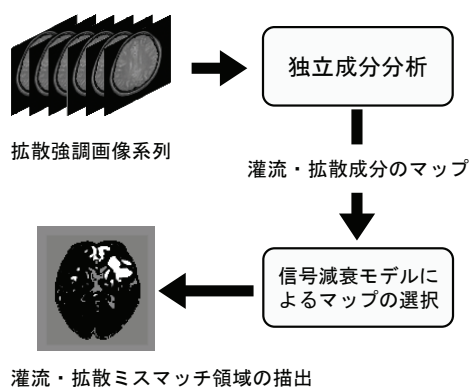 独立成分分析
拡散強調画像系列
灌流・拡散成分のマップ
信号減衰モデルに
よるマップの選択
灌流・拡散ミスマッチ領域の描出